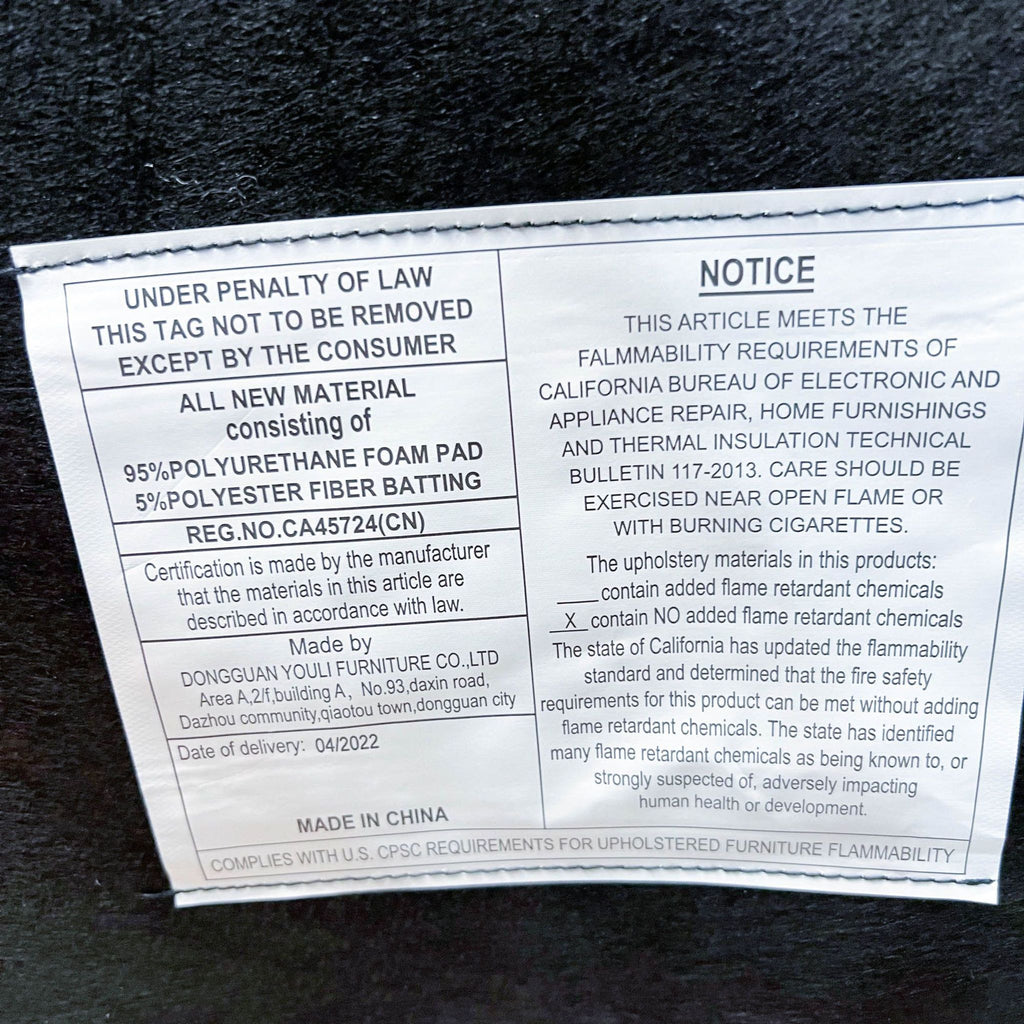 UNDER PENALTY OF LAW
THIS TAG NOT TO BE REMOVED
EXCEPT BY THE CONSUMER
ALL NEW MATERIAL
consisting of
95%POLYURETHANE FOAM PAD
5%POLYESTER FIBER BATTING
REG.NO.CA45724(CN)
Certification is made by the manufacturer
that the materials in this article are
described in accordance with law.
Made by
DONGGUAN YOULI FURNITURE CO.,LTD
Area A,2/f,building A, No.93,daxin road,
Dazhou community,qiaotou town,dongguan city
Date of delivery: 04/2022
MADE IN CHINA
NOTICE
THIS ARTICLE MEETS THE
FALMMABILITY REQUIREMENTS OF
CALIFORNIA BUREAU OF ELECTRONIC AND
APPLIANCE REPAIR, HOME FURNISHINGS
AND THERMAL INSULATION TECHNICAL
BULLETIN 117-2013. CARE SHOULD BE
EXERCISED NEAR OPEN FLAME OR
WITH BURNING CIGARETTES.
The upholstery materials in this products:
____contain added flame retardant chemicals
__X__contain NO added flame retardant chemicals
The state of California has updated the flammability
standard and determined that the fire safety
requirements for this product can be met without adding
flame retardant chemicals. The state has identified
many flame retardant chemicals as being known to, or
strongly suspected of, adversely impacting
human health or development.
COMPLIES WITH U.S. CPSC REQUIREMENTS FOR UPHOLSTERED FURNITURE FLAMMABILITY